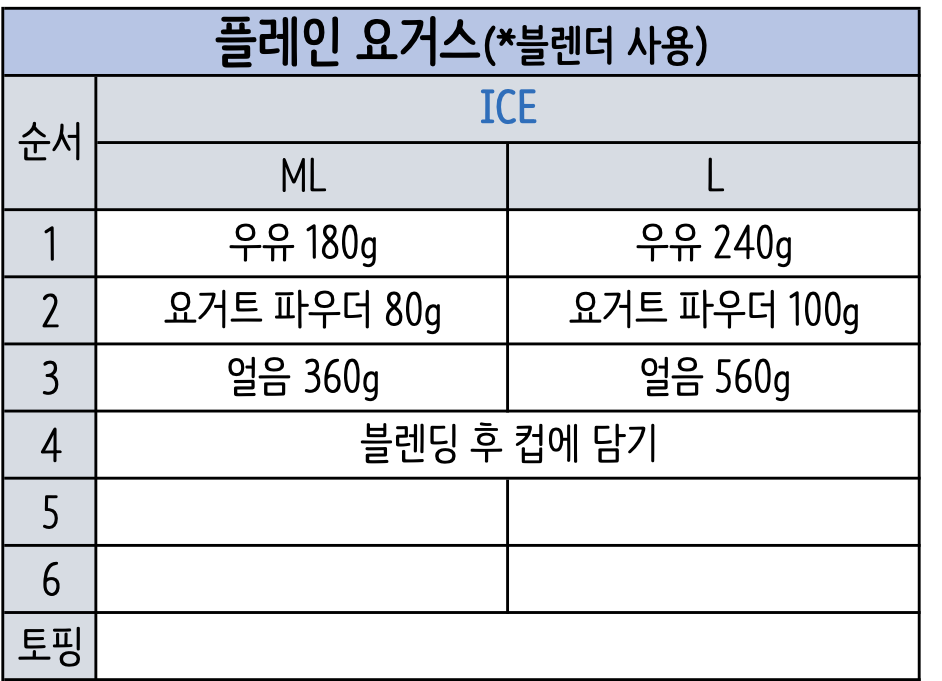 플레인 요거스(*블렌더 사용)
순서
ICE
ML L
1 우유 180g 우유 240g
2 요거트 파우더 80g 요거트 파우더 100g
3 얼음 360g 얼음 560g
4 블렌딩 후 컵에 담기
5
6
토핑